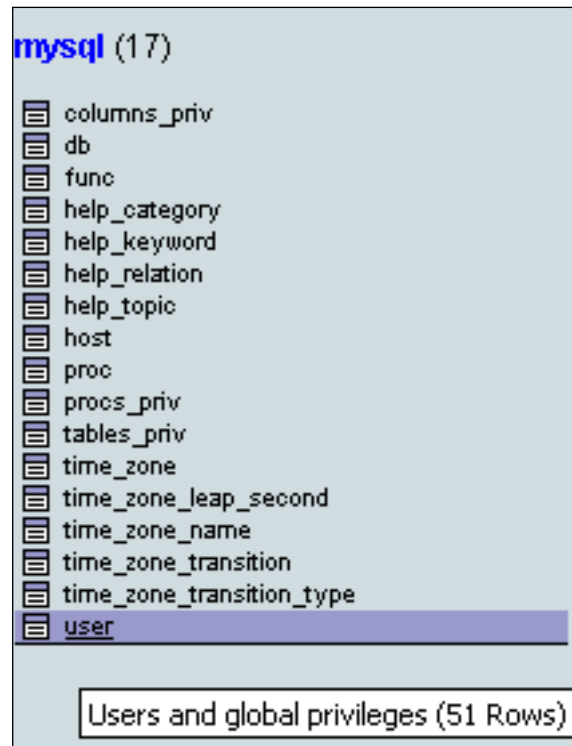 mysql (17)
columns_priv
db
func
help_category
help_keyword
help_relation
help_topic
host
proc
procs_priv
tables_priv
time_zone
time_zone_leap_second
time_zone_name
time_zone_transition
time_zone_transition_type
user
Users and global privileges (51 Rows)